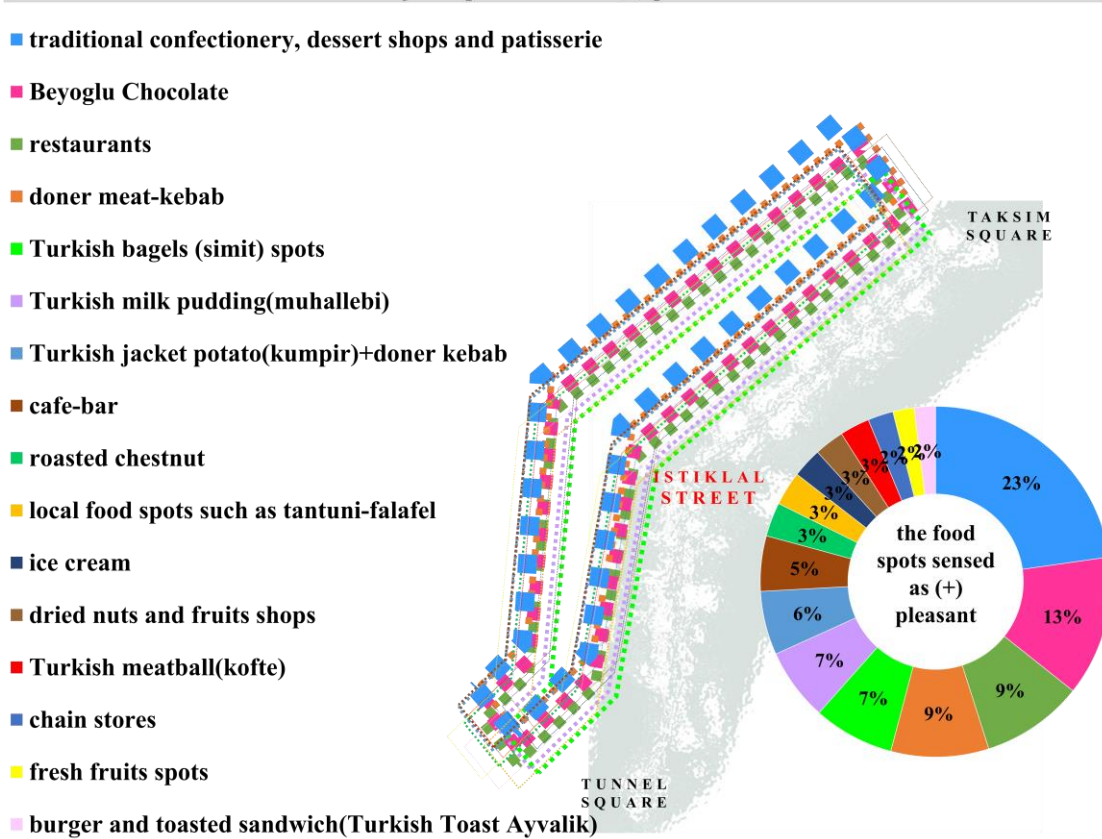 traditional confectionery, dessert shops and patisserie
Beyoglu Chocolate
restaurants
doner meat-kebab
Turkish bagels (simit) spots
Turkish milk pudding(muhallebi)
Turkish jacket potato(kumpir)+doner kebab
cafe-bar
roasted chestnut
local food spots such as tantuni-falafel
ice cream
dried nuts and fruits shops
Turkish meatball(kofte)
chain stores
fresh fruits spots
burger and toasted sandwich(Turkish Toast Ayvalik)
TAKSIM
SQUARE
ISTIKLAL
STREET
TUNNEL
SQUARE
the food
spots sensed
as (+)
pleasant
23%
13%
9%
9%
7%
7%
6%
5%
3%
3%
3%
3%
3%
2%
2%
2%